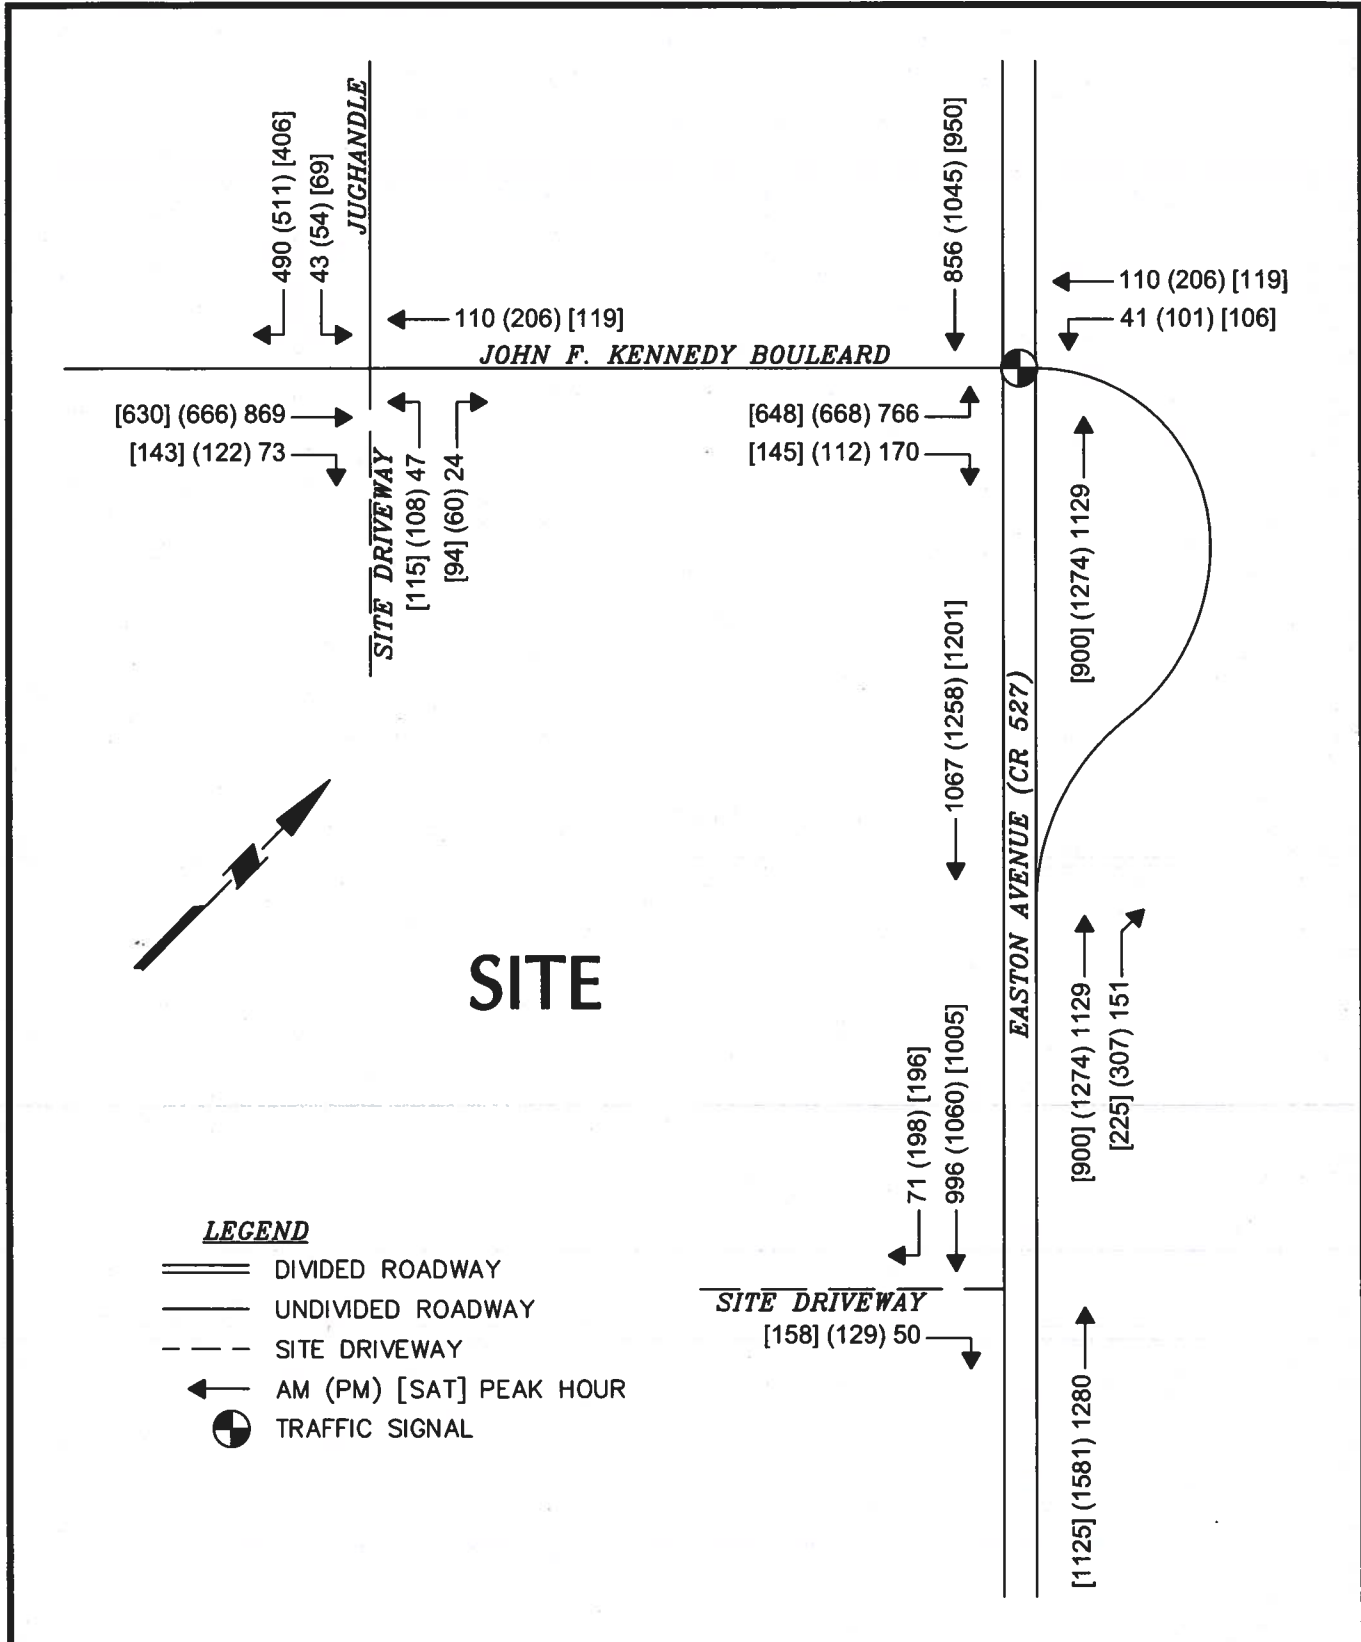 490 (511) [406]
43 (54) [69]
JUGHANDLE
856 (1045) [950]
110 (206) [119]
41 (101) [106]
110 (206) [119]
JOHN F. KENNEDY BOULEARD
[630] (666) 869
[143] (122) 73
SITE DRIVEWAY
[115] (108) 47
[94] (60) 24
[648] (668) 766
[145] (112) 170
[900] (1274) 1129
1067 (1258) [1201]
EASTON AVENUE (CR 527)
SITE
71 (198) [196]
996 (1060) [1005]
[900] (1274) 1129
[225] (307) 151
SITE DRIVEWAY
[158] (129) 50
[1125] (1581) 1280
LEGEND
DIVIDED ROADWAY
UNDIVIDED ROADWAY
SITE DRIVEWAY
AM (PM) [SAT] PEAK HOUR
TRAFFIC SIGNAL